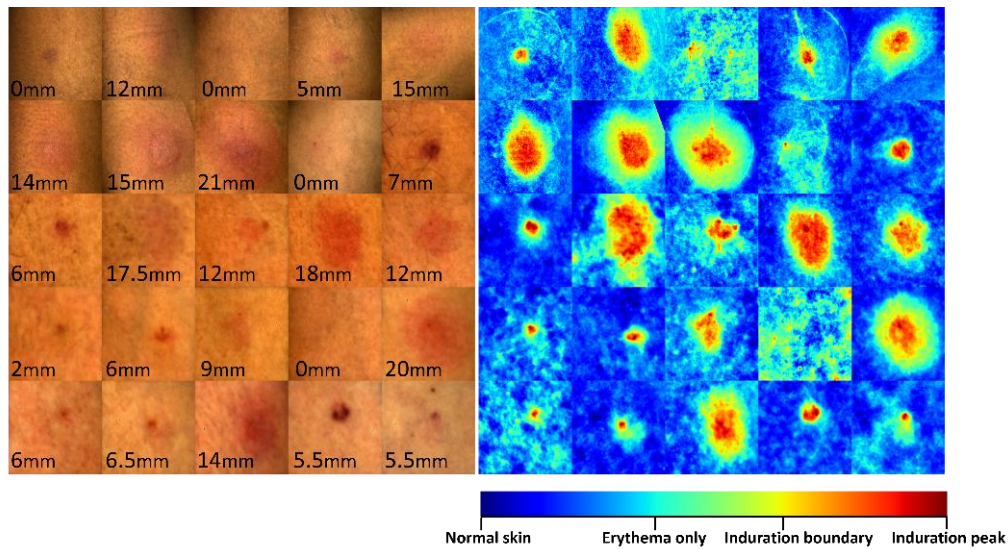 0mm 12mm 0mm 5mm 15mm
14mm 15mm 21mm 0mm 7mm
6mm 17.5mm 12mm 18mm 12mm
2mm 6mm 9mm 0mm 20mm
6mm 6.5mm 14mm 5.5mm 5.5mm
Normal skin Erythema only Induration boundary Induration peak